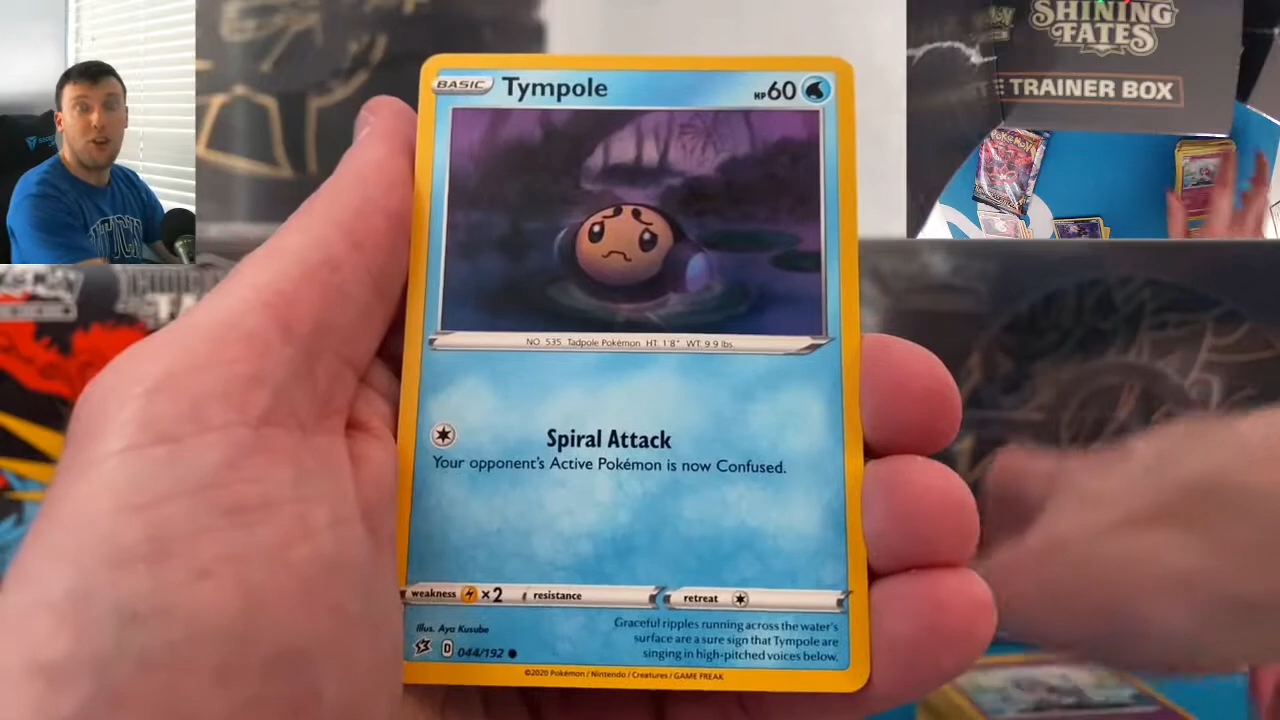 SHINING
FATES
TRAINER BOX
POKéMON
BASIC Tympole HP 60
NO. 535 Tadpole Pokémon HT: 1'8" WT: 9.9 lbs.
Spiral Attack
Your opponent's Active Pokémon is now Confused.
weakness ×2 resistance retreat
Illus. Aya Kusube
D 044/192
Graceful ripples running across the water's
surface are a sure sign that Tympole are
singing in high-pitched voices below.
©2020 Pokémon / Nintendo / Creatures / GAME FREAK